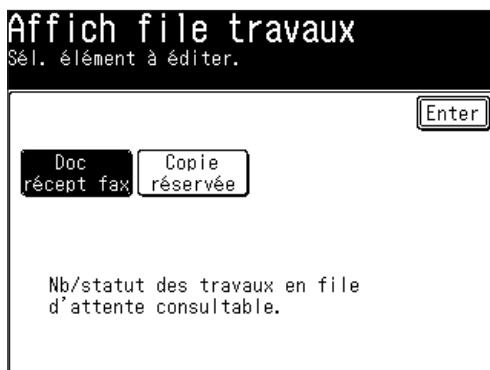 Affich file travaux
Sél. élément à éditer.
Enter
Doc
récept fax
Copie
réservée
Nb/statut des travaux en file
d'attente consultable.